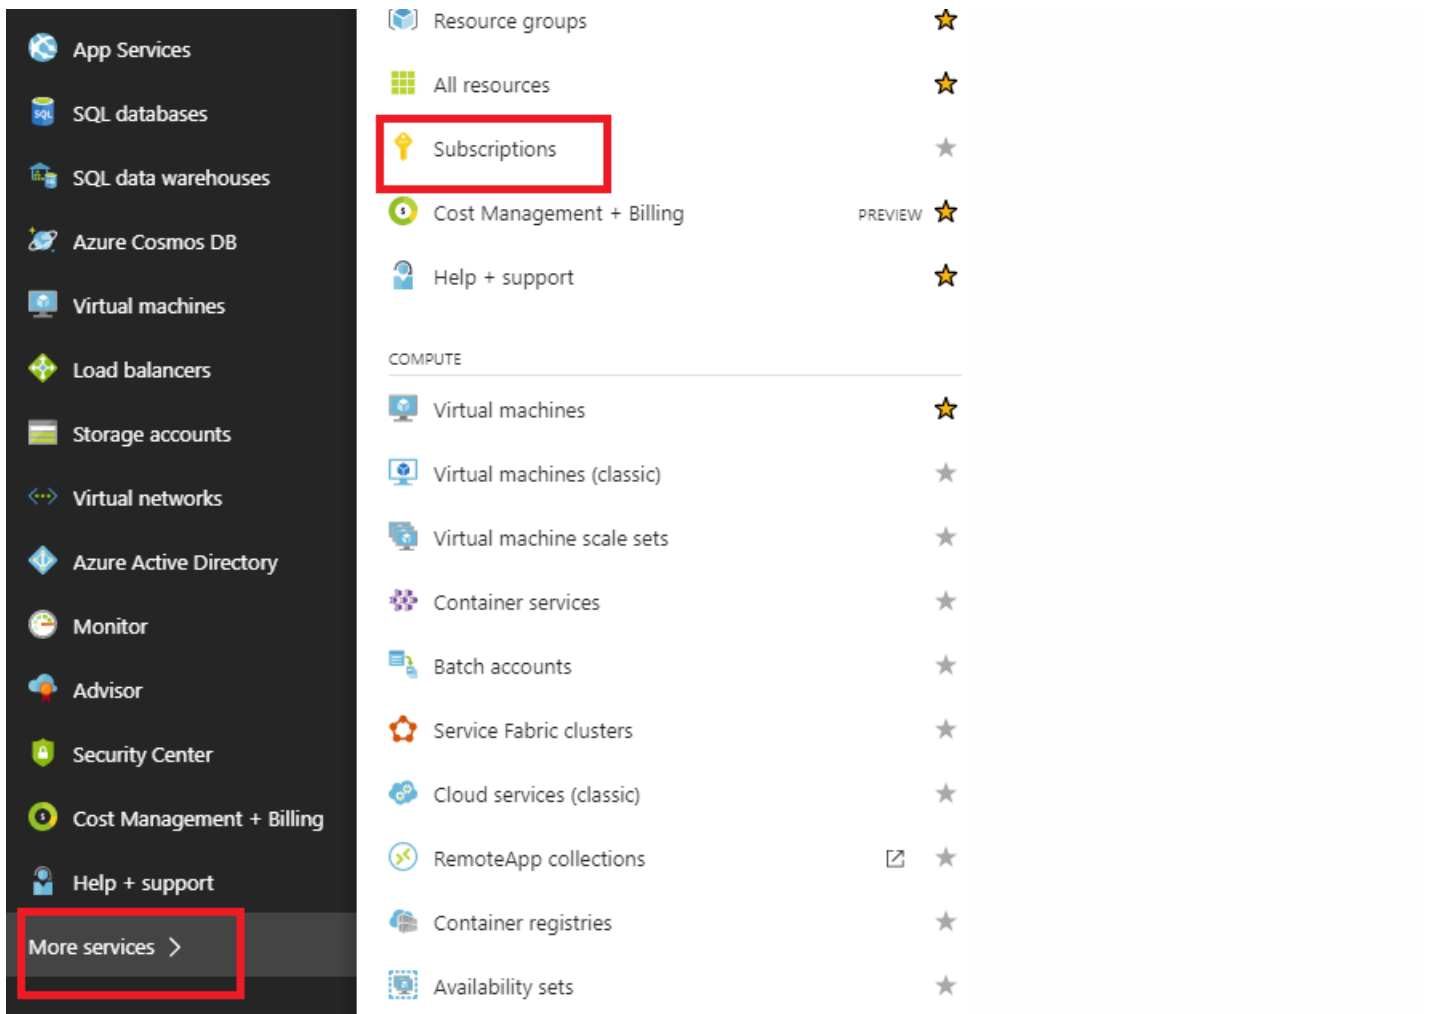 App Services
SQL databases
SQL data warehouses
Azure Cosmos DB
Virtual machines
Load balancers
Storage accounts
Virtual networks
Azure Active Directory
Monitor
Advisor
Security Center
Cost Management + Billing
Help + support
More services
Resource groups
All resources
Subscriptions
Cost Management + Billing PREVIEW
Help + support
COMPUTE
Virtual machines
Virtual machines (classic)
Virtual machine scale sets
Container services
Batch accounts
Service Fabric clusters
Cloud services (classic)
RemoteApp collections
Container registries
Availability sets